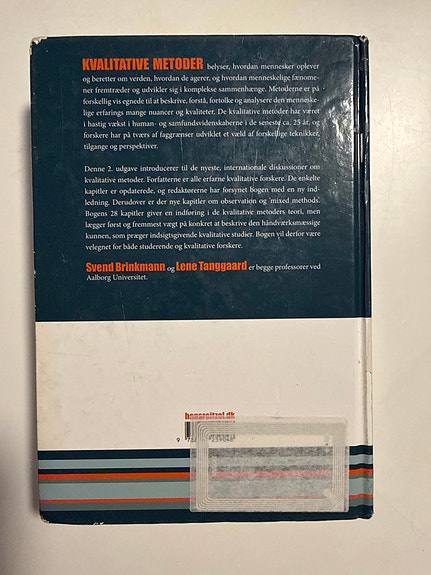 KVALITATIVE METODER belyser, hvordan mennesker oplever
og beretter om verden, hvordan de agerer, og hvordan menneskelige fænome-
ner fremtræder og udvikler sig i komplekse sammenhænge. Metoderne er på
forskellig vis egnede til at beskrive, forstå, fortolke og analysere den menneske-
lige erfarings mange nuancer og kvaliteter. De kvalitative metoder har været
i hastig vækst i human- og samfundsvidenskaberne i de seneste ca. 25 år, og
forskere har på tværs af faggrænser udviklet et væld af forskellige teknikker,
tilgange og perspektiver.
Denne 2. udgave introducerer til de nyeste, internationale diskussioner om
kvalitative metoder. Forfatterne er alle erfarne kvalitative forskere. De enkelte
kapitler er opdaterede, og redaktørerne har forsynet bogen med en ny ind-
ledning. Derudover er der nye kapitler om observation og 'mixed methods'.
Bogens 28 kapitler giver en indføring i de kvalitative metoders teori, men
lægger først og fremmest vægt på konkret at beskrive den håndværksmæssige
kunnen, som præger indsigtsgivende kvalitative studier. Bogen vil derfor være
velegnet for både studerende og kvalitative forskere.
Svend Brinkmann og Lene Tanggaard er begge professorer ved
Aalborg Universitet.
hansreitzel.dk